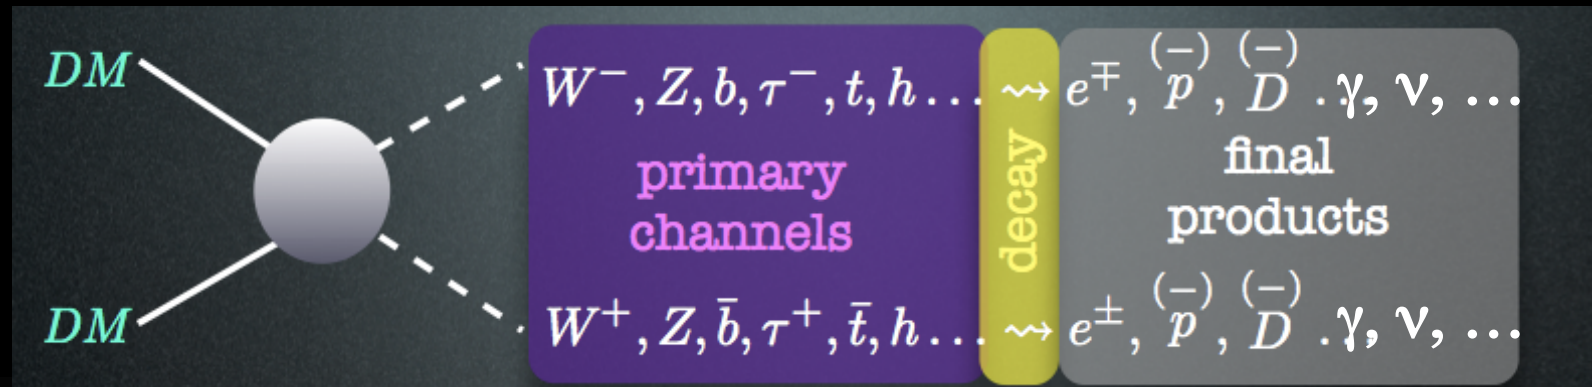 DM W⁻, Z, b, τ⁻, t, h … ⇝ e^∓, p^(−), D^(−) … γ, ν, …
primary final
channels decay products
DM W⁺, Z, b̄, τ⁺, t̄, h … ⇝ e^±, p^(−), D^(−) … γ, ν, …